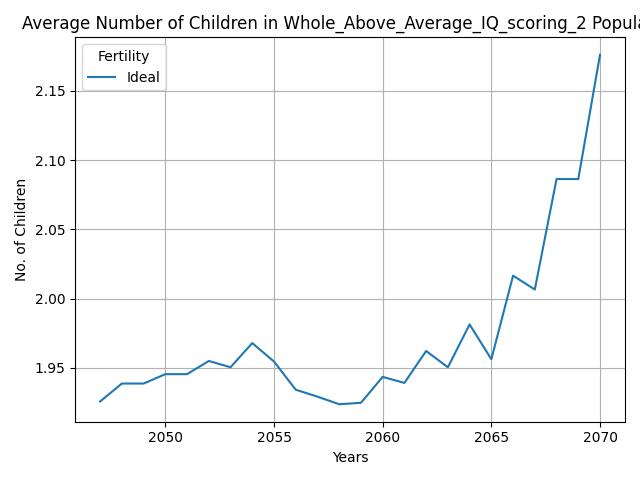 Average Number of Children in Whole_Above_Average_IQ_scoring_2
Fertility
Ideal
2.15
2.10
2.05
2.00
1.95
No. of Children
2050 2055 2060 2065 2070
Years